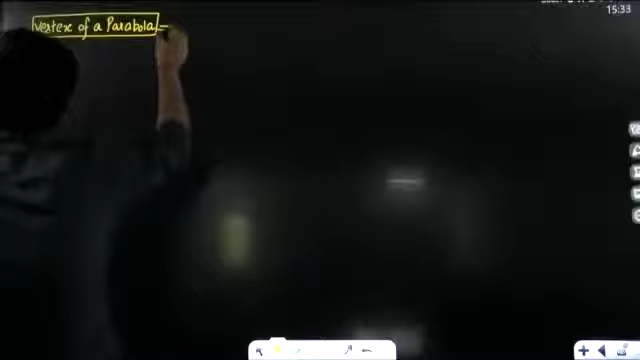 15:33
Vertex of a Parabola =